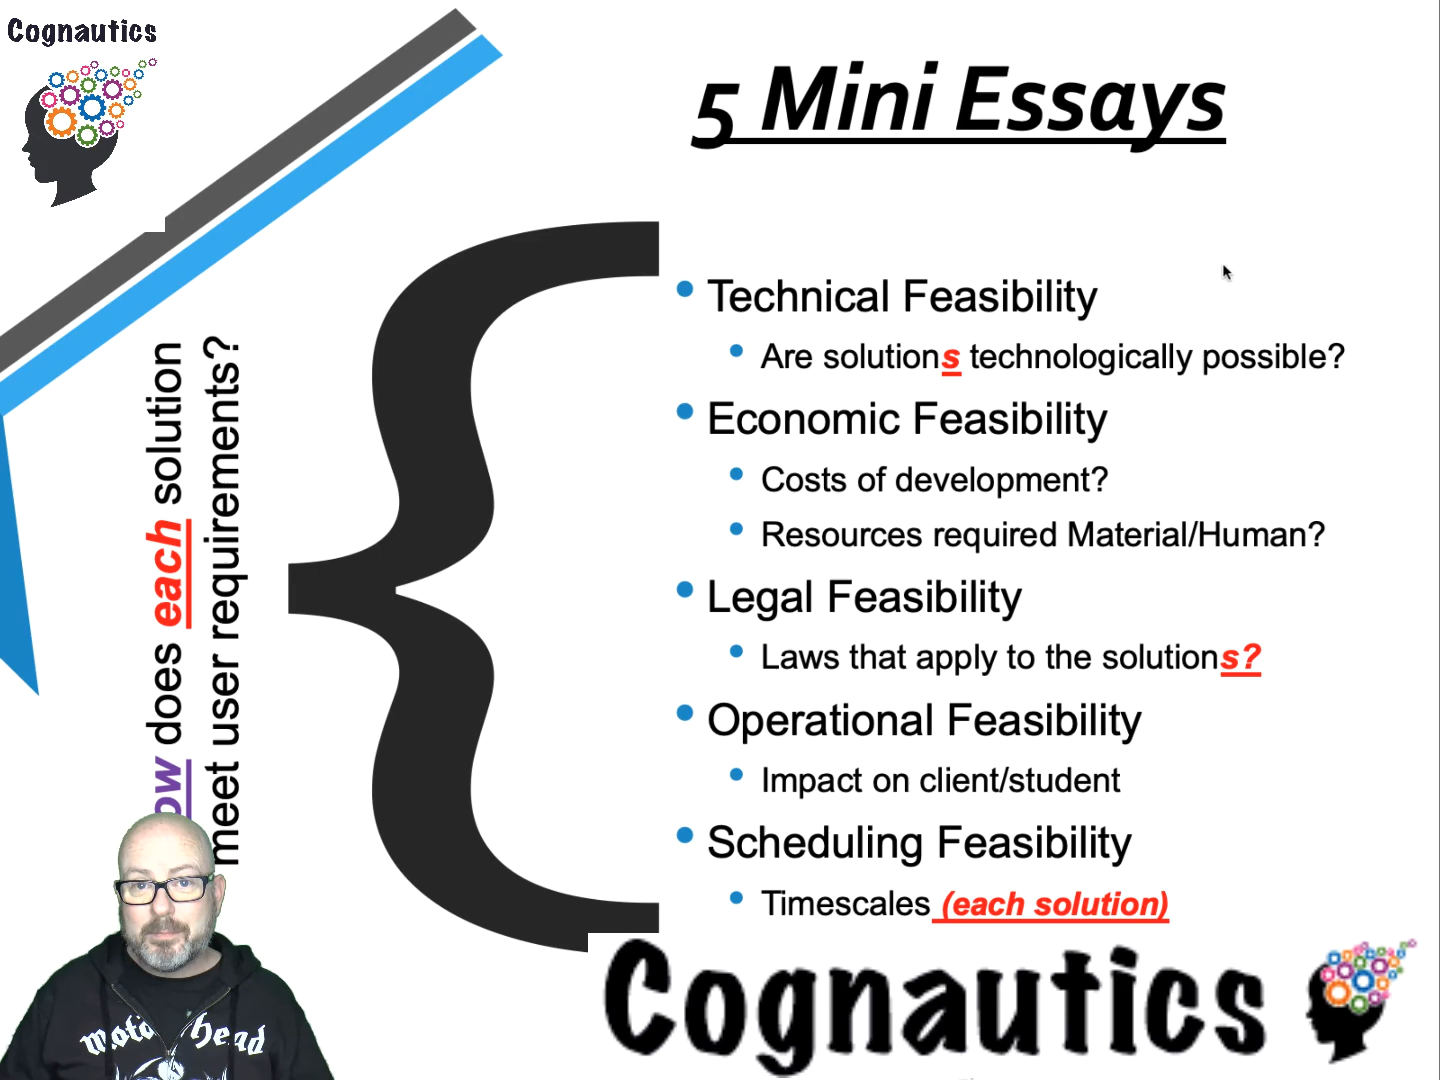 Cognautics
5 Mini Essays
does each solution
meet user requirements?
Technical Feasibility
Are solutions technologically possible?
Economic Feasibility
Costs of development?
Resources required Material/Human?
Legal Feasibility
Laws that apply to the solutions?
Operational Feasibility
Impact on client/student
Scheduling Feasibility
Timescales (each solution)
Motörhead
Cognautics